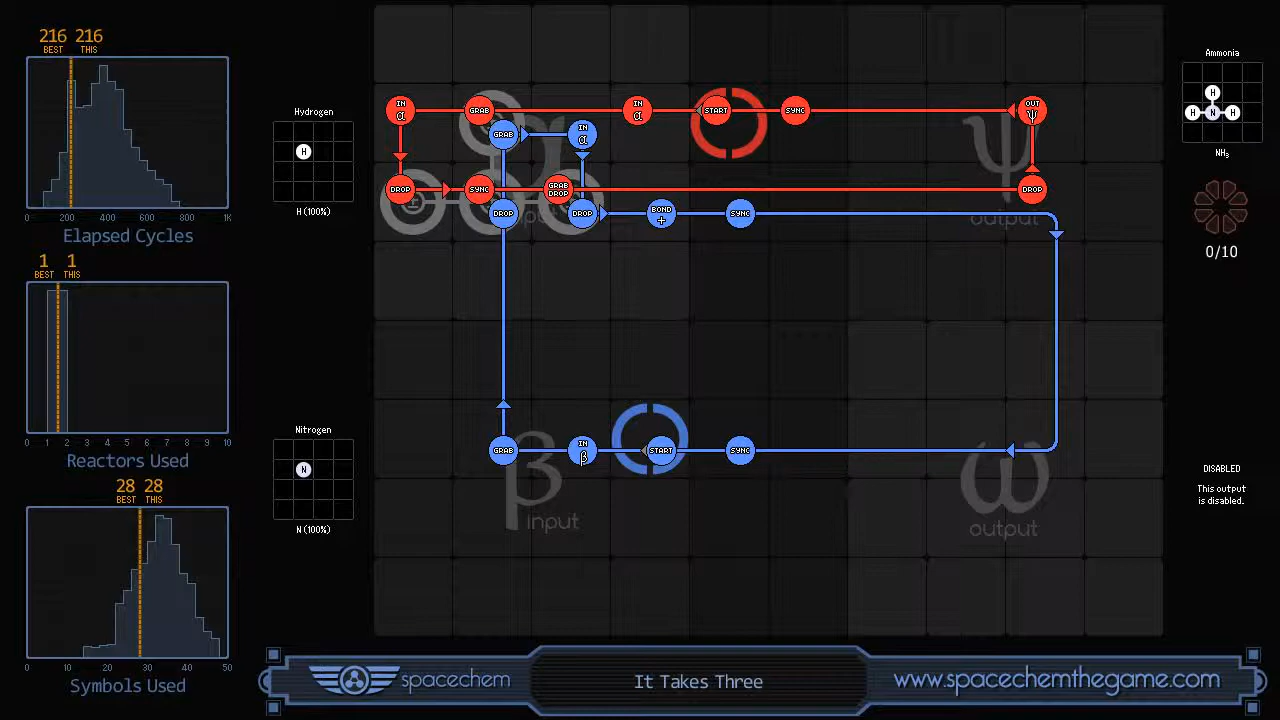 216 216
BEST THIS
0 200 400 600 800 1K
Elapsed Cycles
1 1
BEST THIS
0 1 2 3 4 5 6 7 8 9 10
Reactors Used
28 28
BEST THIS
0 10 20 30 40 50
Symbols Used
Hydrogen
H
H (100%)
Nitrogen
N
N (100%)
IN α
GRAB
IN α
START
SYNC
OUT Ψ
GRAB
IN α
DROP
SYNC
GRAB DROP
DROP
DROP
DROP
BOND +
SYNC
α
input
ψ
output
GRAB
IN β
START
SYNC
β
input
ω
output
Ammonia
H
H N H
NH₃
0/10
DISABLED
This output
is disabled.
spacechem
It Takes Three
www.spacechemthegame.com